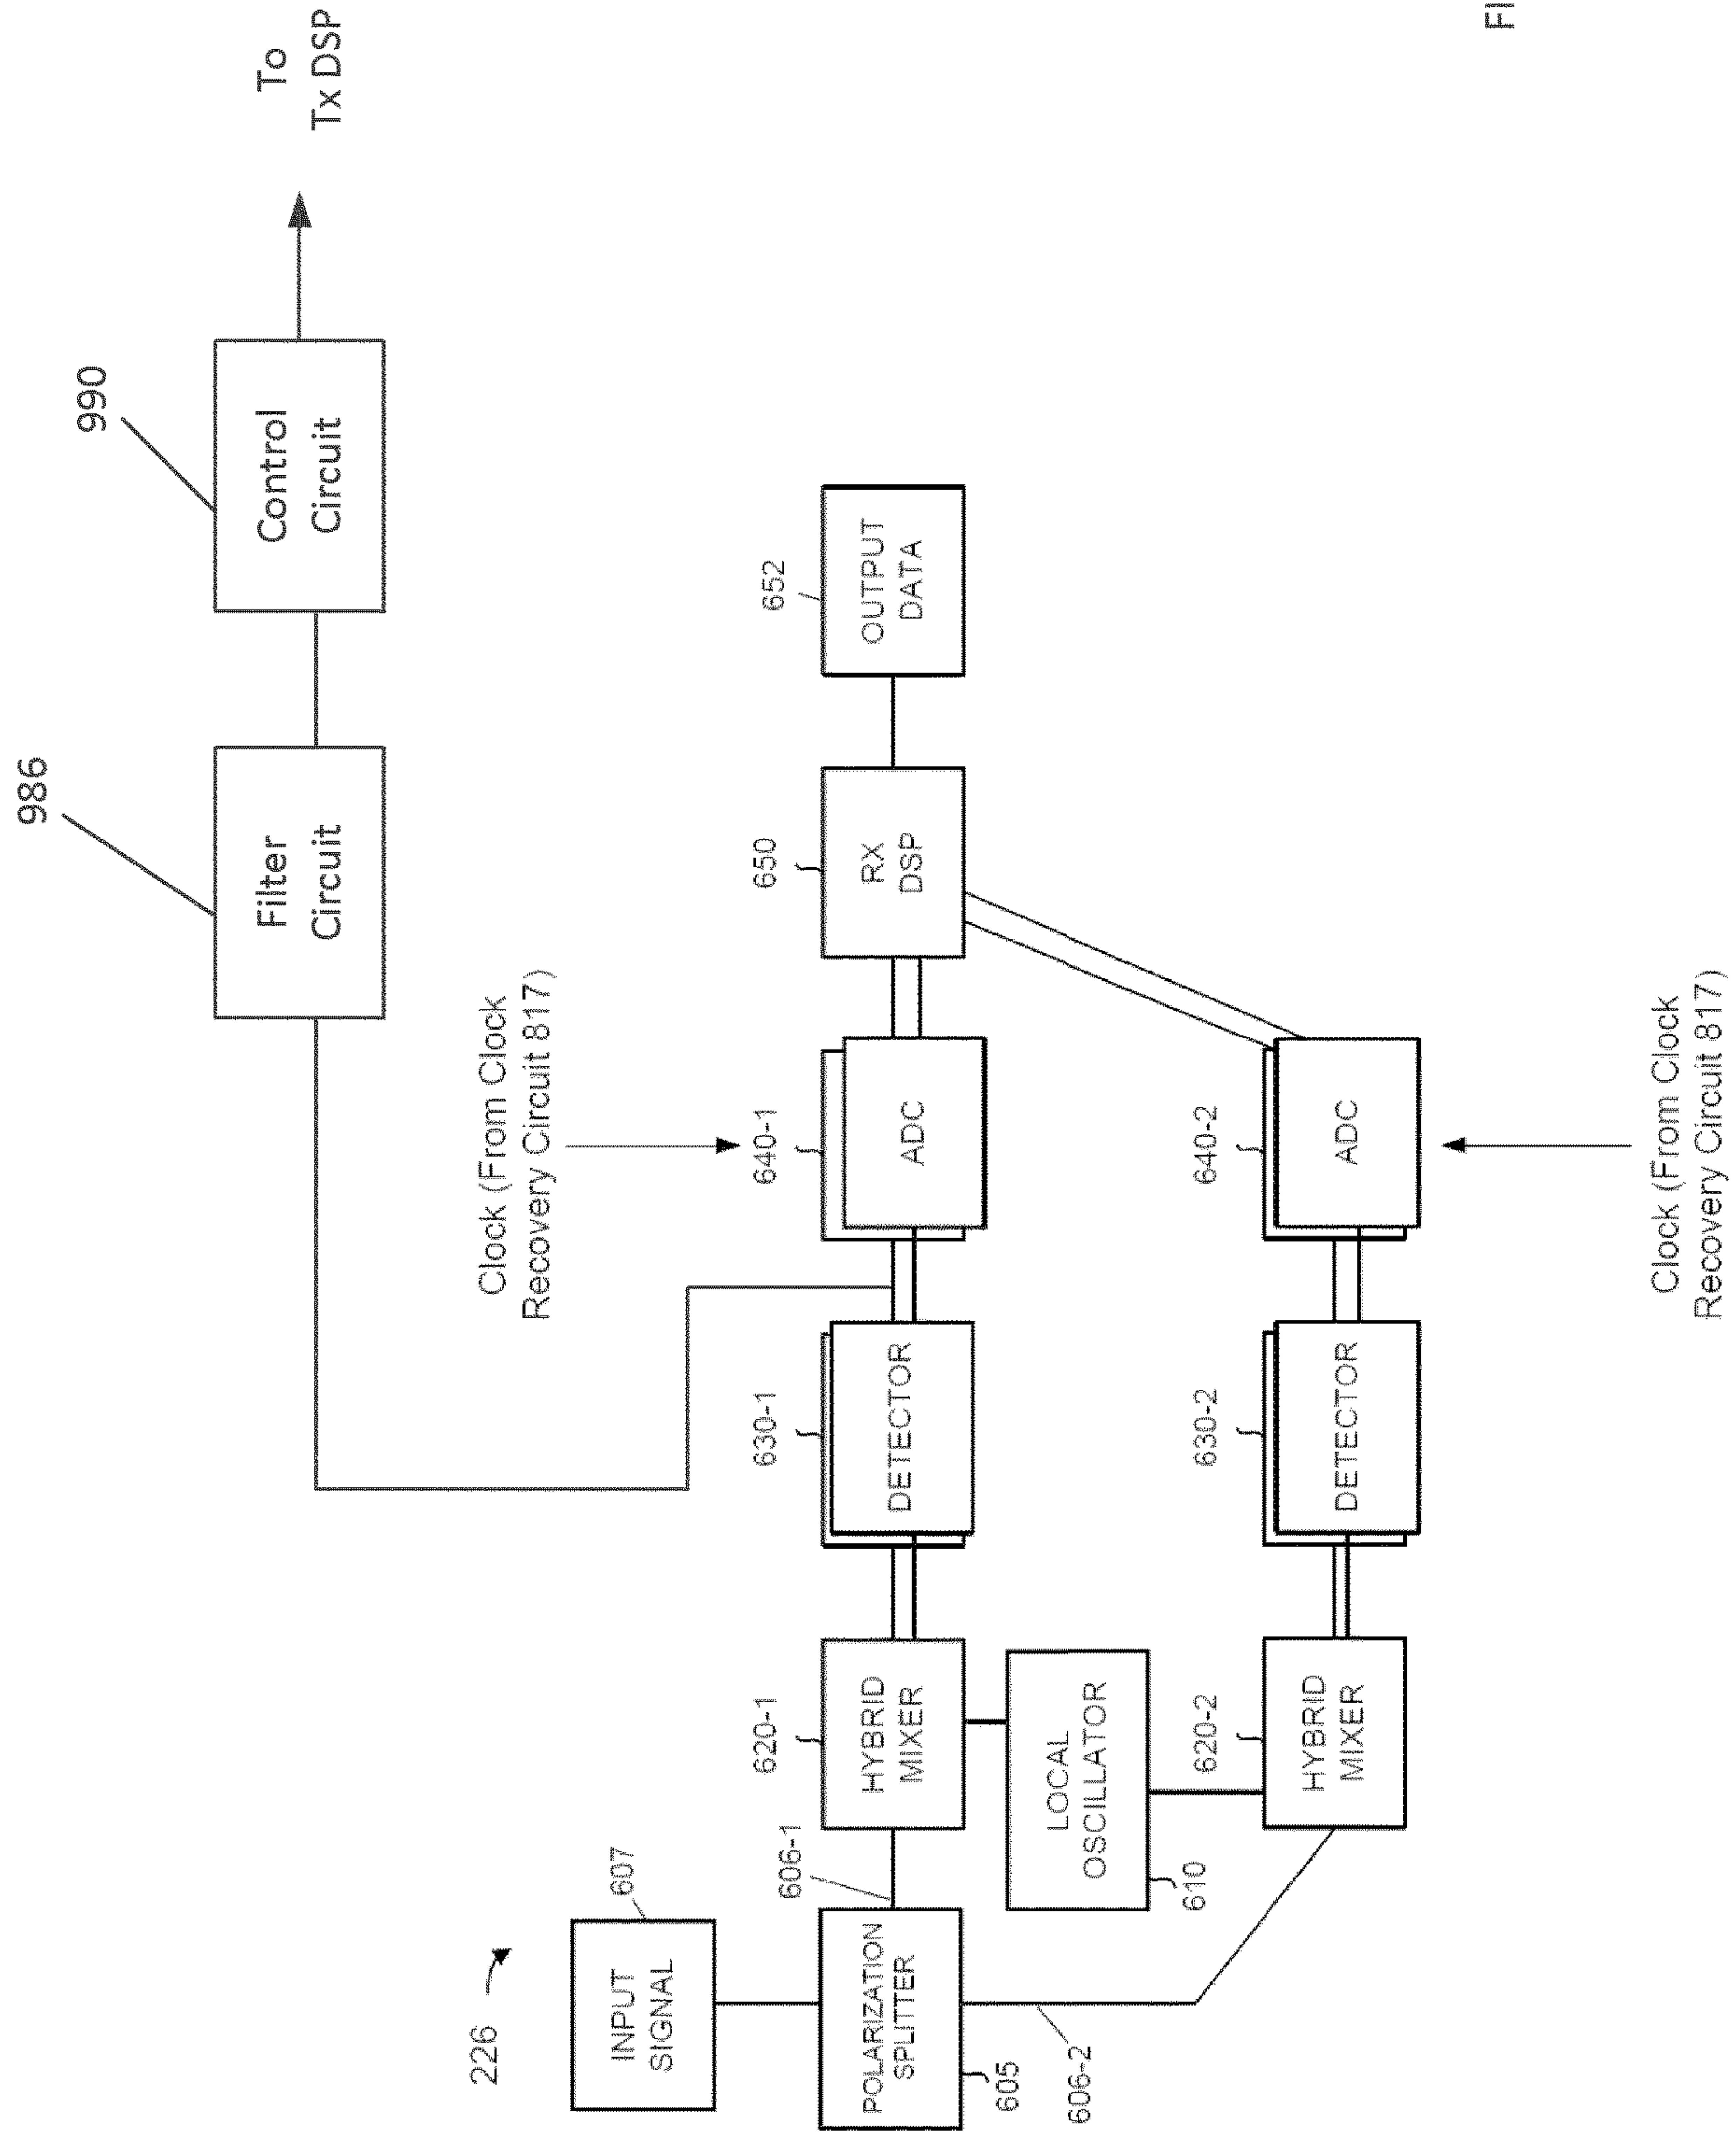 226
INPUT
SIGNAL
607
POLARIZATION
SPLITTER
605
606-1
606-2
HYBRID
MIXER
620-1
LOCAL
OSCILLATOR
610
HYBRID
MIXER
620-2
DETECTOR
630-1
DETECTOR
630-2
Clock (From Clock
Recovery Circuit 817)
ADC
640-1
ADC
640-2
Clock (From Clock
Recovery Circuit 817)
RX
DSP
650
OUTPUT
DATA
652
986
Filter
Circuit
990
Control
Circuit
To
Tx DSP